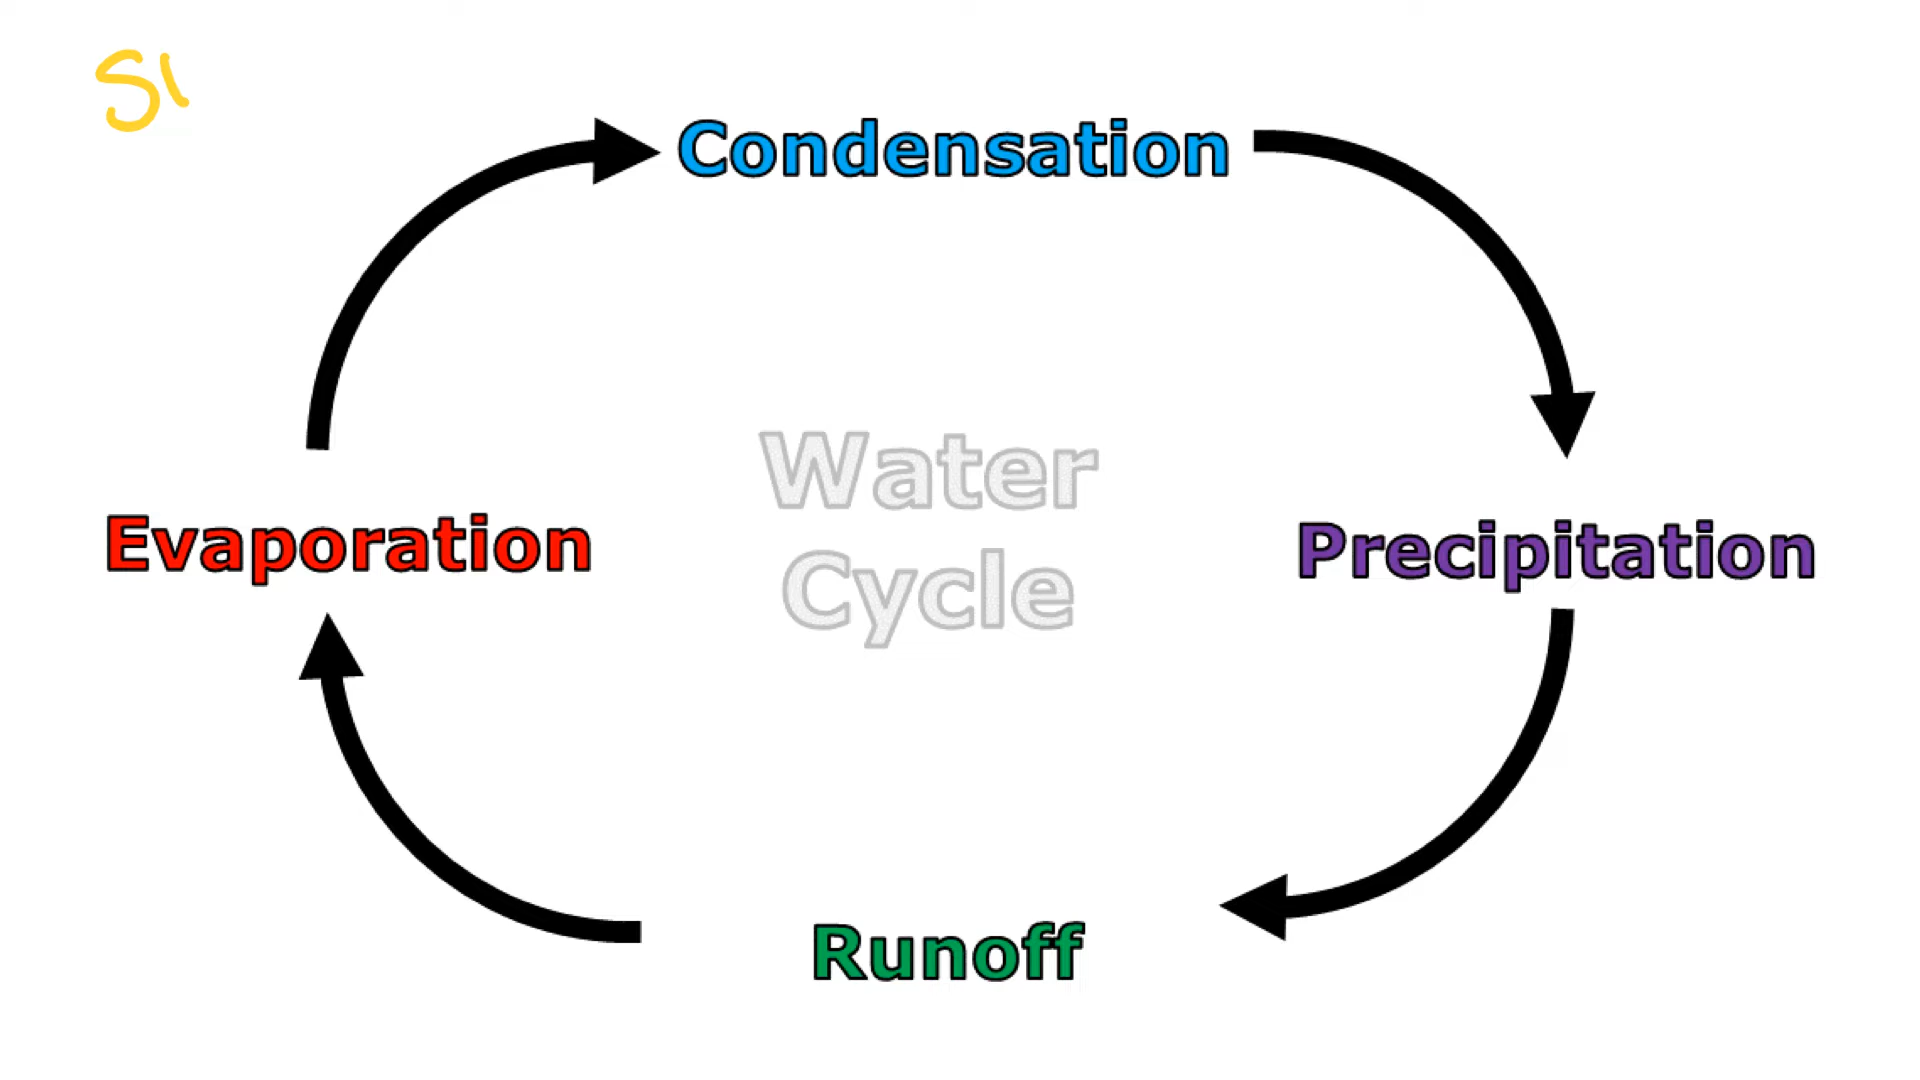 Condensation
Water
Cycle
Evaporation
Precipitation
Runoff